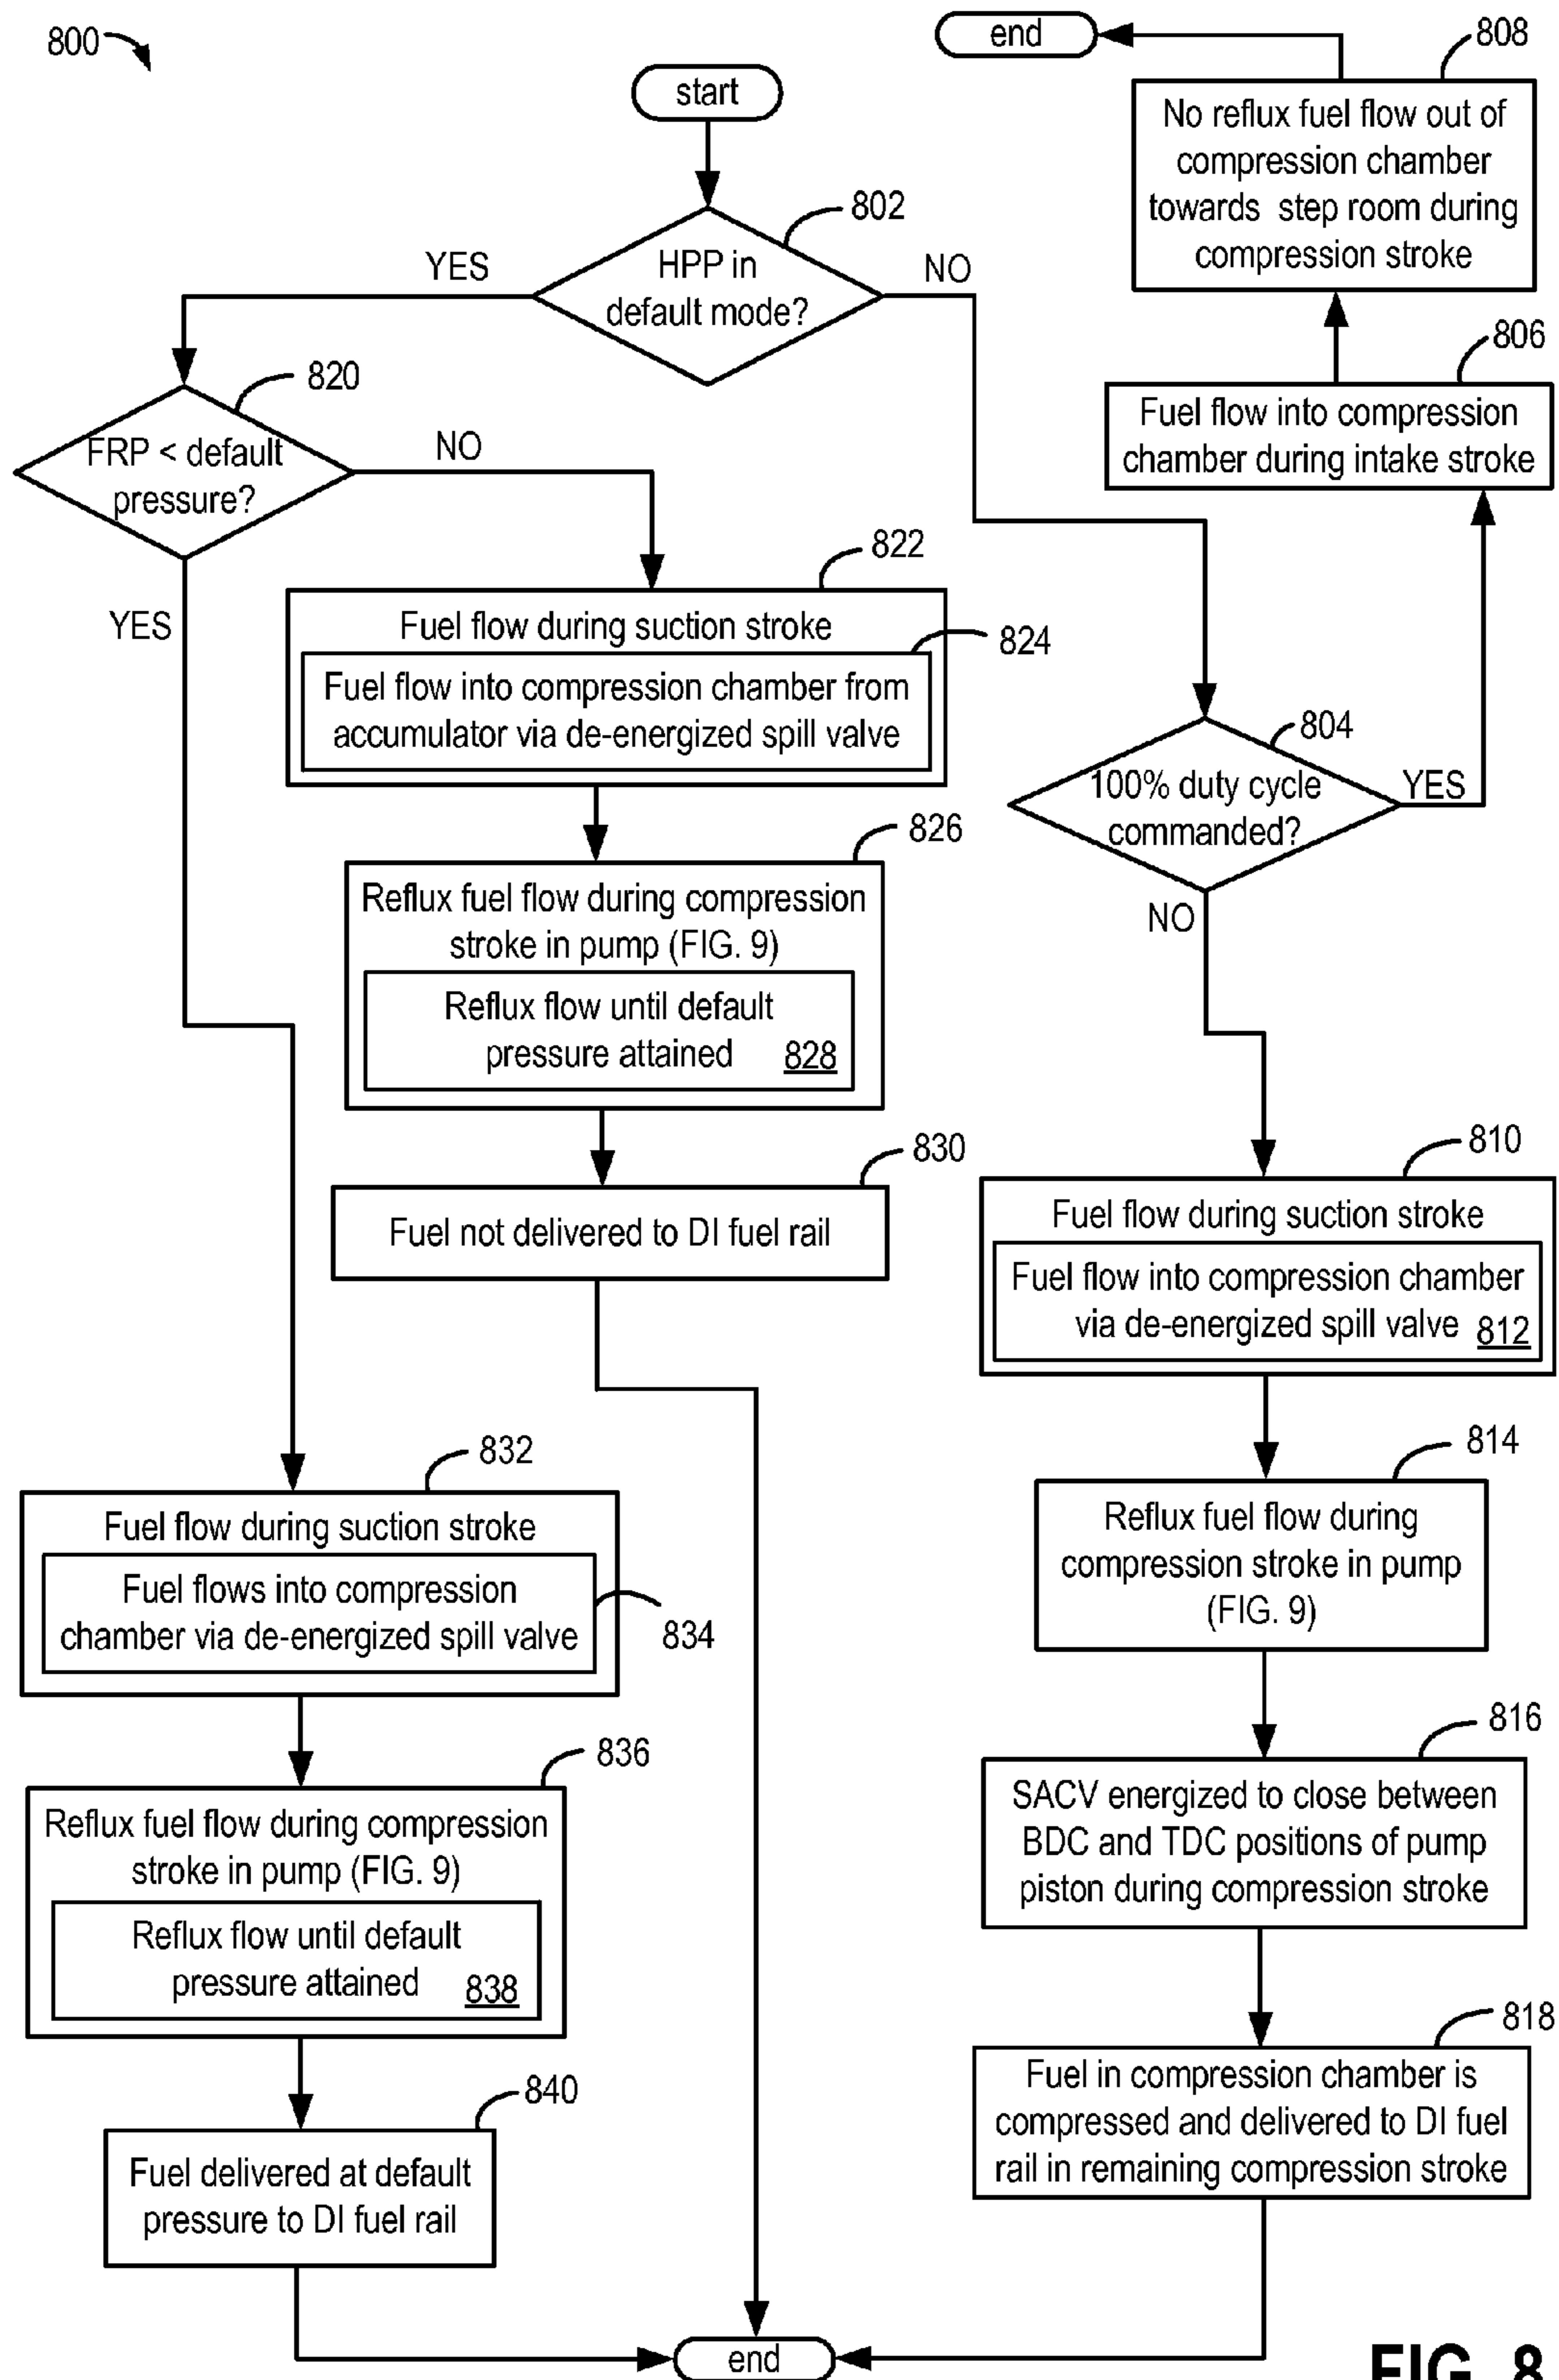 800
start
802
HPP in
default mode?
YES
NO
end
808
No reflux fuel flow out of
compression chamber
towards step room during
compression stroke
806
Fuel flow into compression
chamber during intake stroke
820
FRP < default
pressure?
NO
YES
822
Fuel flow during suction stroke
824
Fuel flow into compression chamber from
accumulator via de-energized spill valve
804
100% duty cycle
commanded?
YES
NO
826
Reflux fuel flow during compression
stroke in pump (FIG. 9)
Reflux flow until default
pressure attained 828
830
Fuel not delivered to DI fuel rail
810
Fuel flow during suction stroke
Fuel flow into compression chamber
via de-energized spill valve 812
814
Reflux fuel flow during
compression stroke in pump
(FIG. 9)
832
Fuel flow during suction stroke
Fuel flows into compression
chamber via de-energized spill valve
834
816
SACV energized to close between
BDC and TDC positions of pump
piston during compression stroke
836
Reflux fuel flow during compression
stroke in pump (FIG. 9)
Reflux flow until default
pressure attained 838
818
Fuel in compression chamber is
compressed and delivered to DI fuel
rail in remaining compression stroke
840
Fuel delivered at default
pressure to DI fuel rail
end
FIG. 8